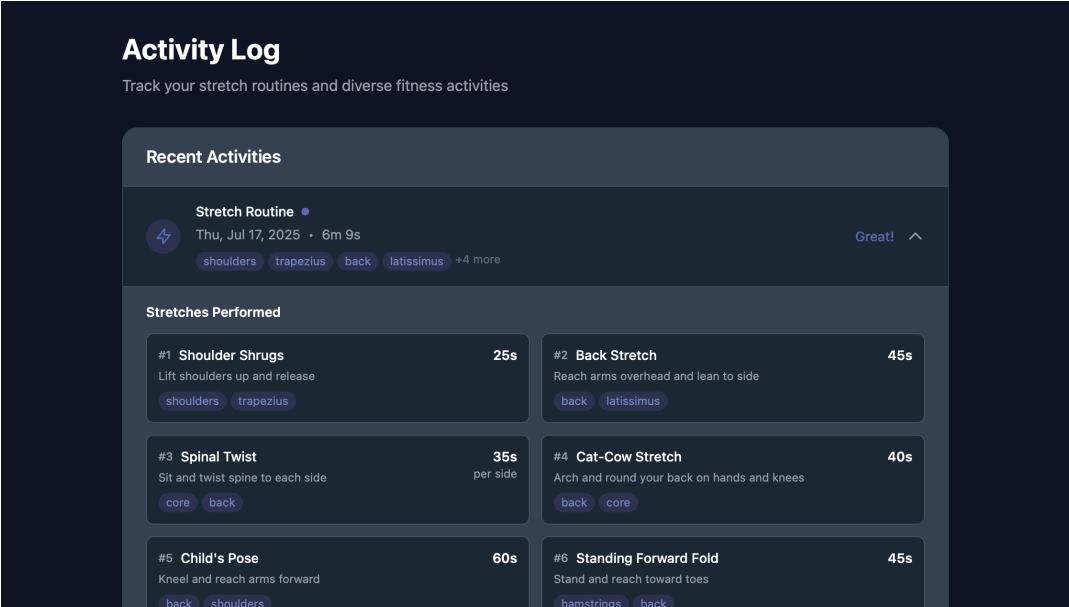 Activity Log
Track your stretch routines and diverse fitness activities
Recent Activities
Stretch Routine
Thu, Jul 17, 2025 • 6m 9s
Great!
shoulders trapezius back latissimus +4 more
Stretches Performed
#1 Shoulder Shrugs 25s
Lift shoulders up and release
shoulders trapezius
#2 Back Stretch 45s
Reach arms overhead and lean to side
back latissimus
#3 Spinal Twist 35s
Sit and twist spine to each side per side
core back
#4 Cat-Cow Stretch 40s
Arch and round your back on hands and knees
back core
#5 Child's Pose 60s
Kneel and reach arms forward
back shoulders
#6 Standing Forward Fold 45s
Stand and reach toward toes
hamstrings back